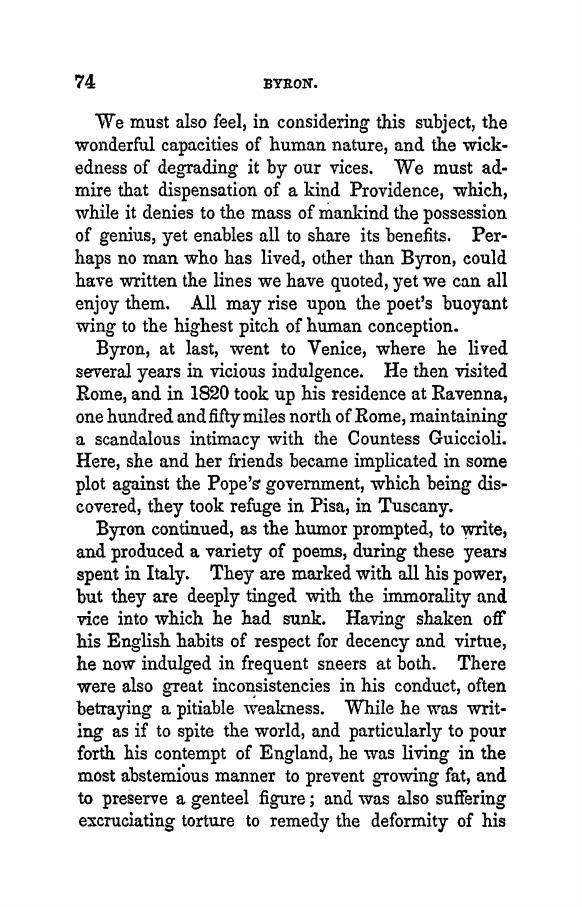 74 BYRON.
We must also feel, in considering this subject, the
wonderful capacities of human nature, and the wick-
edness of degrading it by our vices. We must ad-
mire that dispensation of a kind Providence, which,
while it denies to the mass of mankind the possession
of genius, yet enables all to share its benefits. Per-
haps no man who has lived, other than Byron, could
have written the lines we have quoted, yet we can all
enjoy them. All may rise upon the poet's buoyant
wing to the highest pitch of human conception.
Byron, at last, went to Venice, where he lived
several years in vicious indulgence. He then visited
Rome, and in 1820 took up his residence at Ravenna,
one hundred and fifty miles north of Rome, maintaining
a scandalous intimacy with the Countess Guiccioli.
Here, she and her friends became implicated in some
plot against the Pope's government, which being dis-
covered, they took refuge in Pisa, in Tuscany.
Byron continued, as the humor prompted, to write,
and produced a variety of poems, during these years
spent in Italy. They are marked with all his power,
but they are deeply tinged with the immorality and
vice into which he had sunk. Having shaken off
his English habits of respect for decency and virtue,
he now indulged in frequent sneers at both. There
were also great inconsistencies in his conduct, often
betraying a pitiable weakness. While he was writ-
ing as if to spite the world, and particularly to pour
forth his contempt of England, he was living in the
most abstemious manner to prevent growing fat, and
to preserve a genteel figure; and was also suffering
excruciating torture to remedy the deformity of his